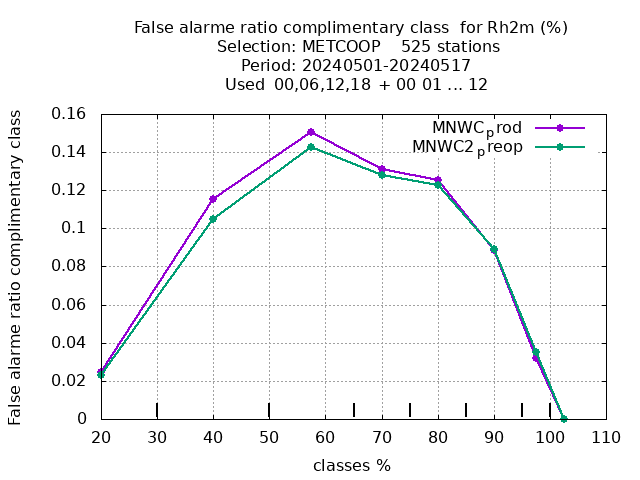 False alarme ratio complimentary class  for Rh2m (%)
Selection: METCOOP    525 stations
Period: 20240501-20240517
Used  00,06,12,18 + 00 01 ... 12
False alarme ratio complimentary class
0.16
0.14
0.12
0.1
0.08
0.06
0.04
0.02
0
MNWC_prod
MNWC2_preop
20 30 40 50 60 70 80 90 100 110
classes %